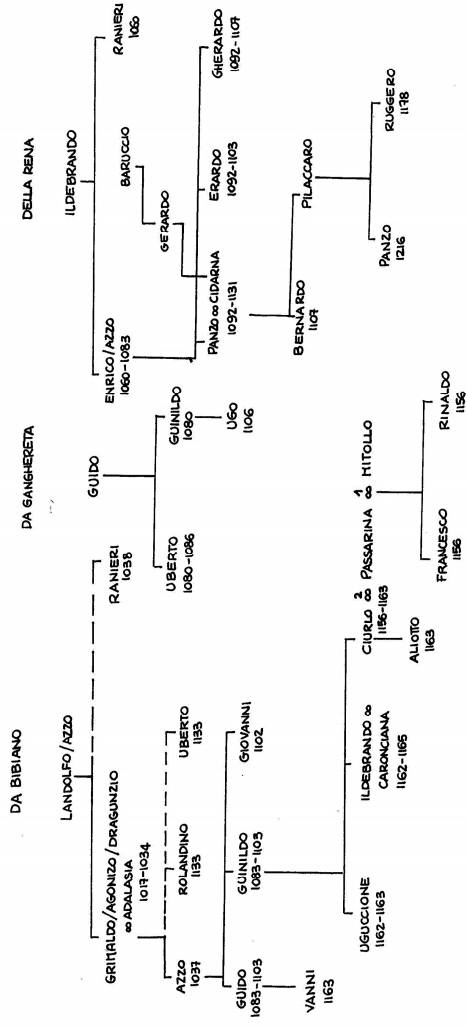 DA BIBIANO
LANDOLFO/AZZO
GRIMALDO/AGONIZO/DRAGUNZIO
∞ ADALASIA
1017-1034
RANIERI
1038
AZZO
1037
ROLANDINO
1133
UBERTO
1133
GUIDO
1083-1103
GUINILDO
1083-1103
GIOVANNI
1102
VANNI
1163
UGUCCIONE
1162-1163
ILDEBRANDO ∞
CARONCIANA
1162-1165
CIURLO ∞ 2 PASSARINA 1 ∞ MITOLLO
1156-1163
ALIOTTO
1163
FRANCESCO
1156
RINALDO
1156
DA GANGHERETA
GUIDO
UBERTO
1080-1086
GUINILDO
1080
UGO
1106
DELLA RENA
ILDEBRANDO
ENRICO/AZZO
1060-1083
RANIERI
1060
BARUCCIO
GERARDO
PANZO ∞ CIDARNA
1092-1131
ERARDO
1092-1103
GHERARDO
1092-1107
BERNARDO
1107
PILACCARO
PANZO
1216
RUGGERO
1178